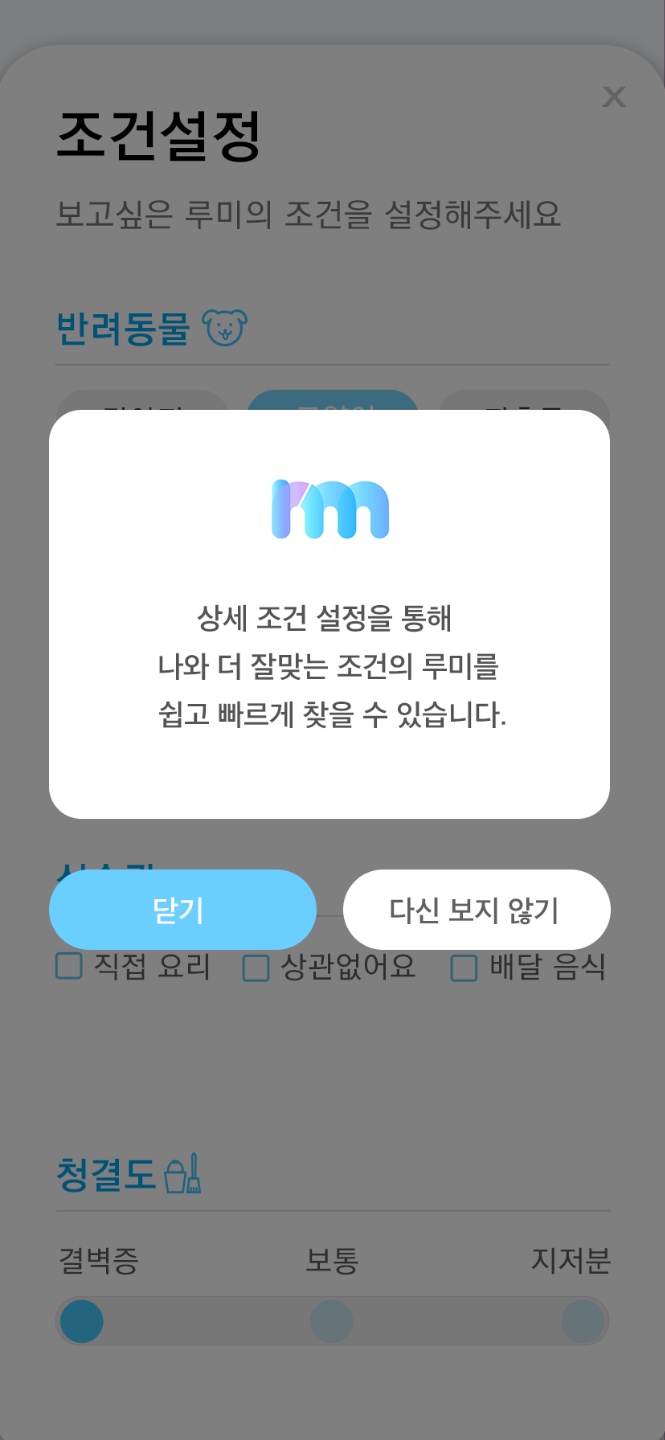 조건설정
보고싶은 루미의 조건을 설정해주세요
반려동물
rm
상세 조건 설정을 통해
나와 더 잘맞는 조건의 루미를
쉽고 빠르게 찾을 수 있습니다.
닫기 다신 보지 않기
직접 요리 상관없어요 배달 음식
청결도
결벽증 보통 지저분